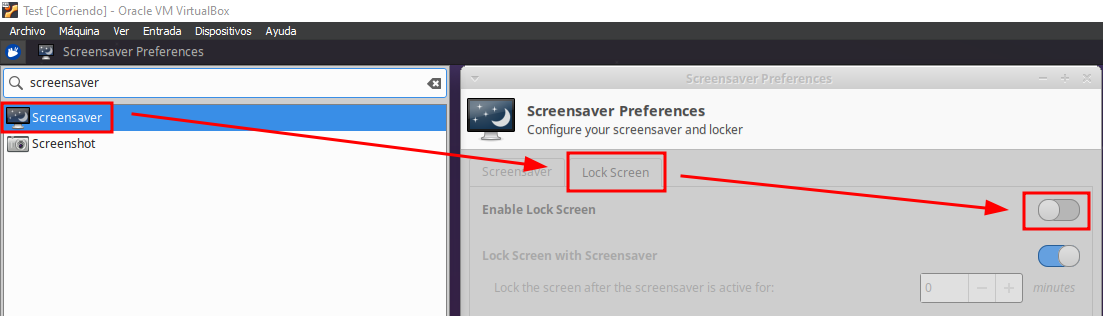 Test [Corriendo] - Oracle VM VirtualBox
Archivo Máquina Ver Entrada Dispositivos Ayuda
Screensaver Preferences
screensaver
Screensaver
Screenshot
Screensaver Preferences
Screensaver Preferences
Configure your screensaver and locker
Screensaver Lock Screen
Enable Lock Screen
Lock Screen with Screensaver
Lock the screen after the screensaver is active for: 0 − + minutes